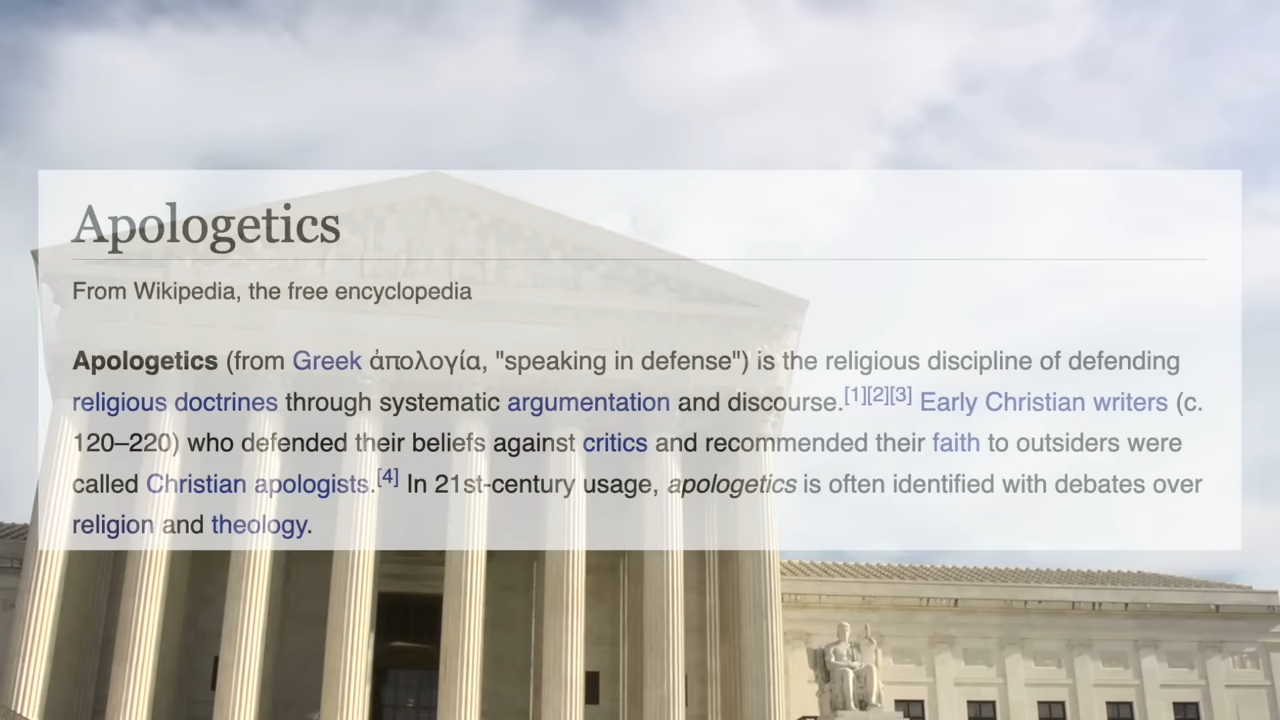 Apologetics
From Wikipedia, the free encyclopedia
Apologetics (from Greek ἀπολογία, "speaking in defense") is the religious discipline of defending
religious doctrines through systematic argumentation and discourse.[1][2][3] Early Christian writers (c.
120–220) who defended their beliefs against critics and recommended their faith to outsiders were
called Christian apologists.[4] In 21st-century usage, apologetics is often identified with debates over
religion and theology.